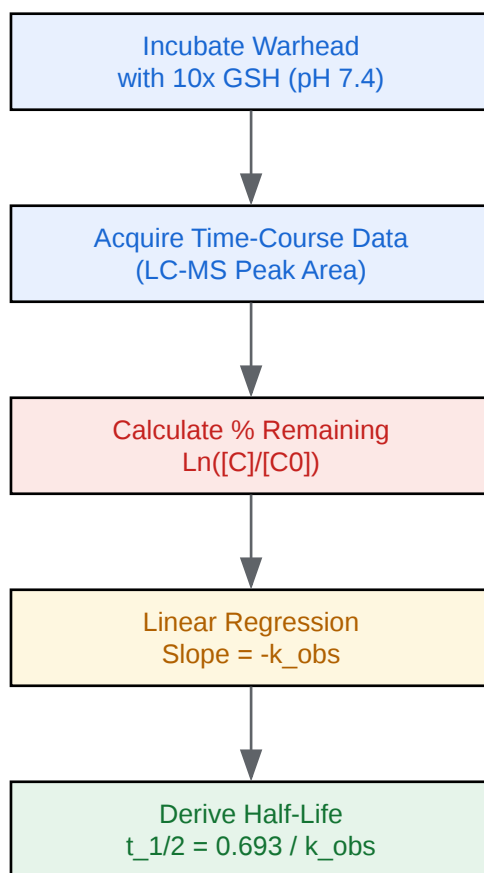 Incubate Warhead
with 10x GSH (pH 7.4)
Acquire Time-Course Data
(LC-MS Peak Area)
Calculate % Remaining
Ln([C]/[C0])
Linear Regression
Slope = -k_obs
Derive Half-Life
t_1/2 = 0.693 / k_obs